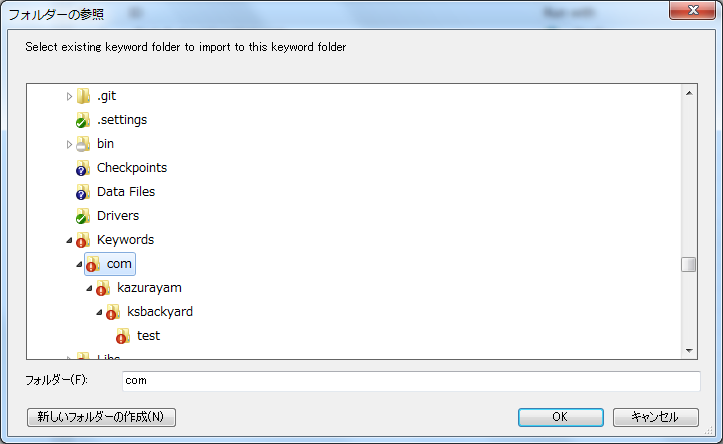 フォルダーの参照
Select existing keyword folder to import to this keyword folder
.git
.settings
bin
Checkpoints
Data Files
Drivers
Keywords
com
kazurayam
ksbackyard
test
Libs
フォルダー(F):
com
新しいフォルダーの作成(N)
OK
キャンセル